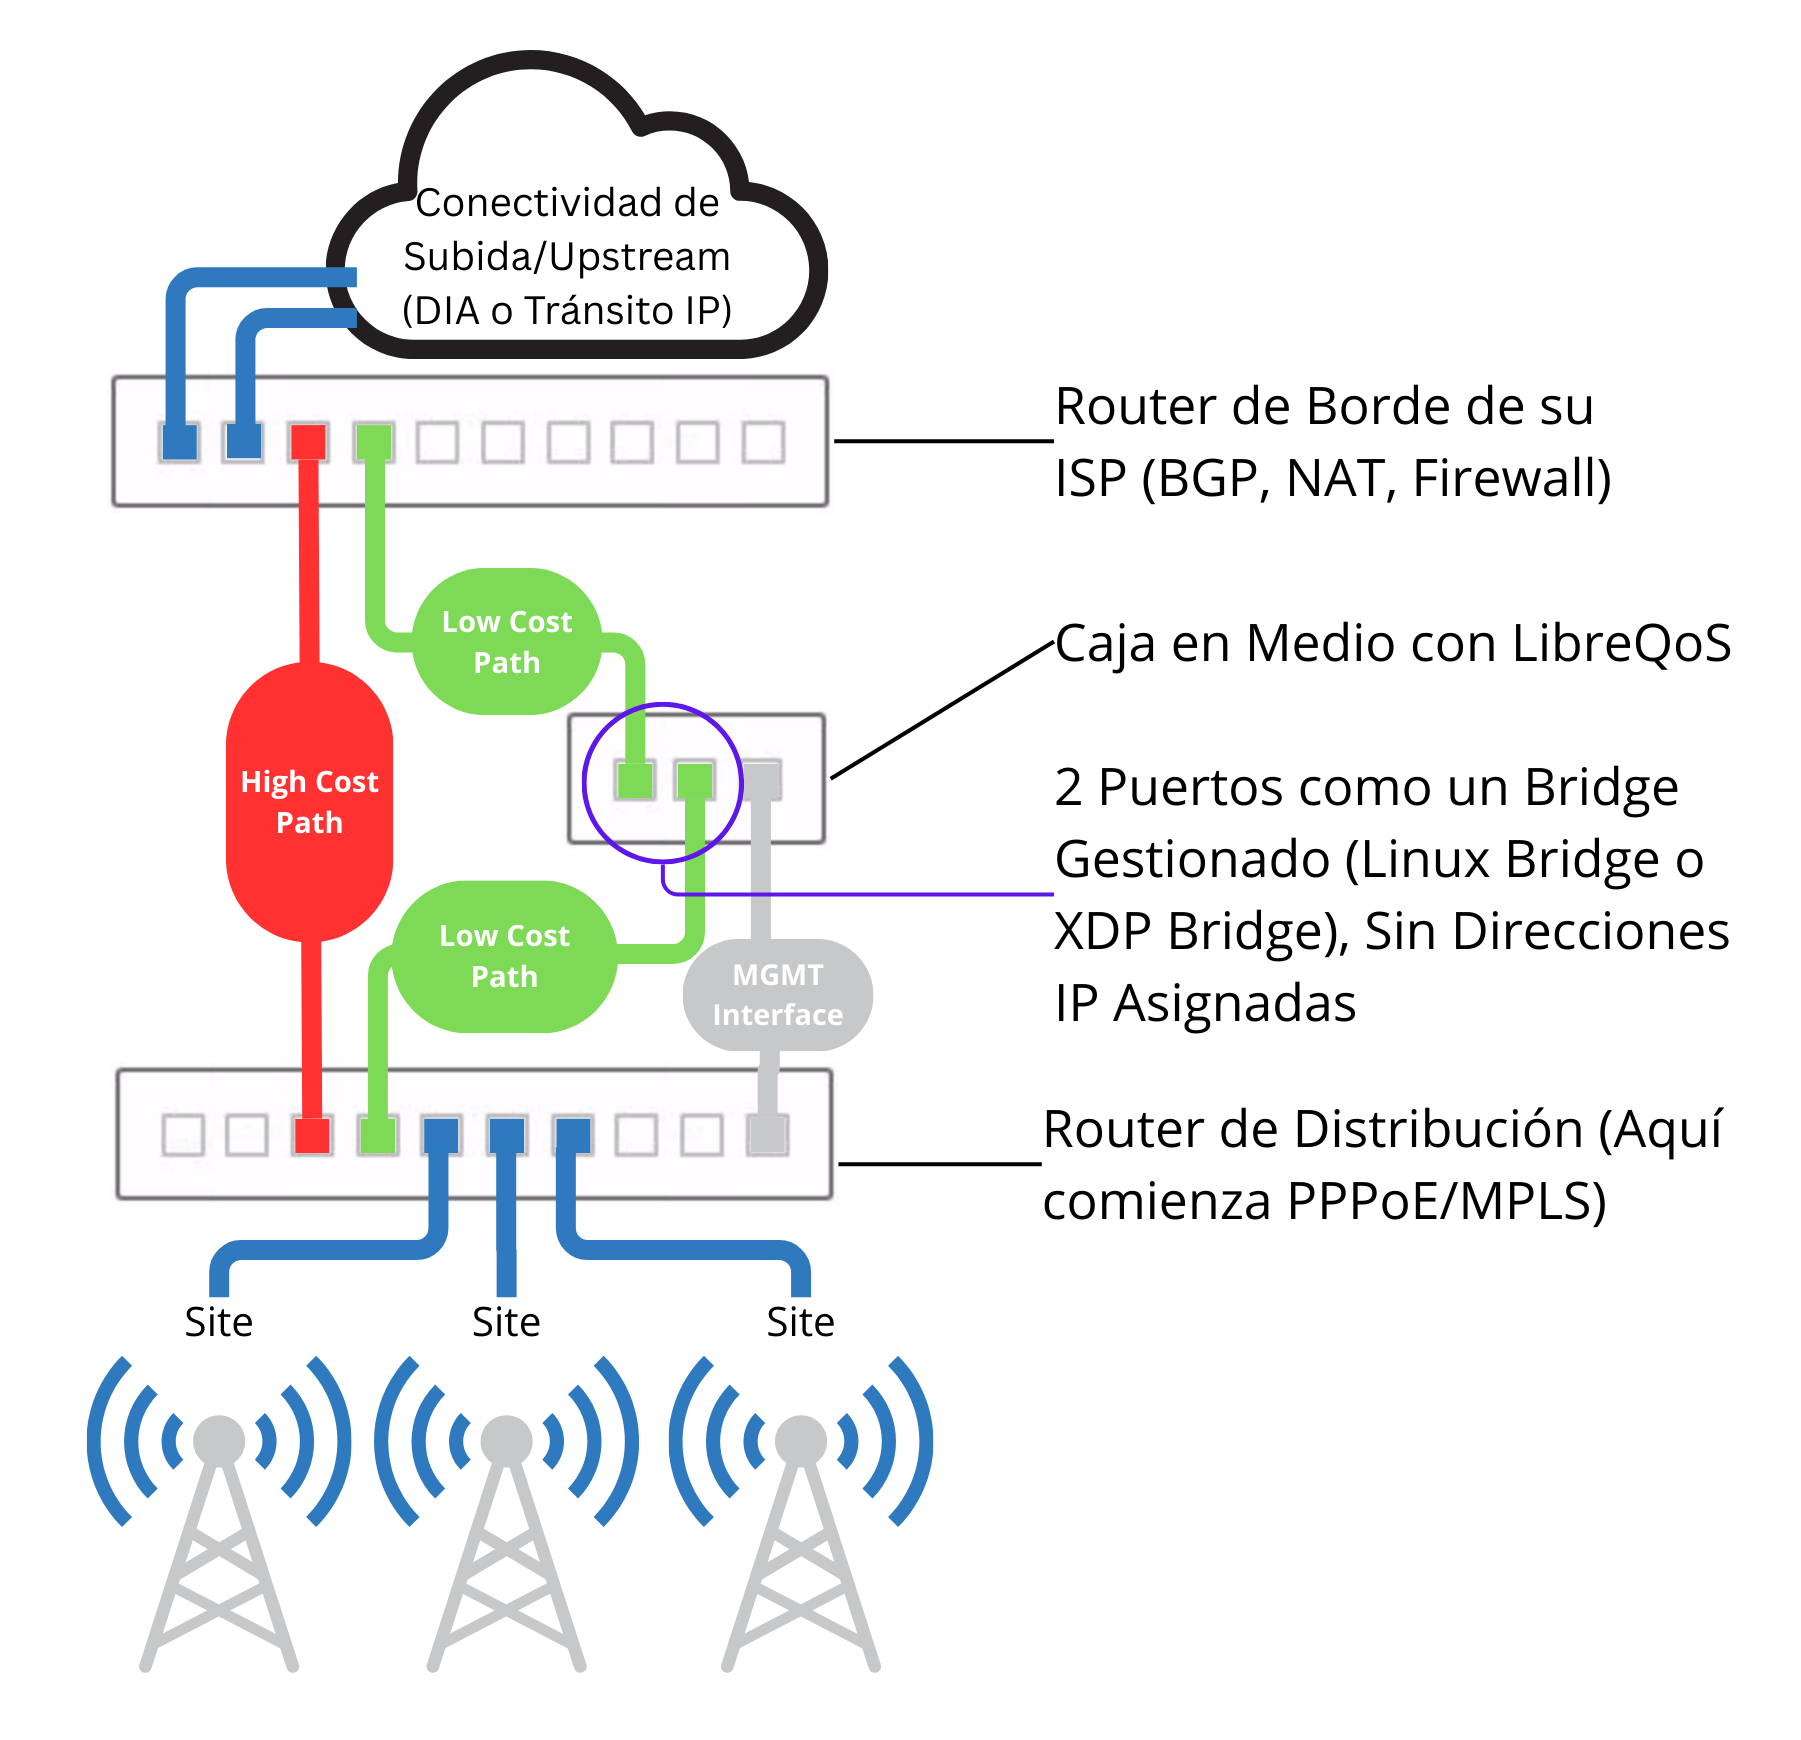 Conectividad de
Subida/Upstream
(DIA o Tránsito IP)
Router de Borde de su
ISP (BGP, NAT, Firewall)
Low Cost
Path
Caja en Medio con LibreQoS
High Cost
Path
2 Puertos como un Bridge
Gestionado (Linux Bridge o
XDP Bridge), Sin Direcciones
IP Asignadas
Low Cost
Path
MGMT
Interface
Router de Distribución (Aquí
comienza PPPoE/MPLS)
Site
Site
Site